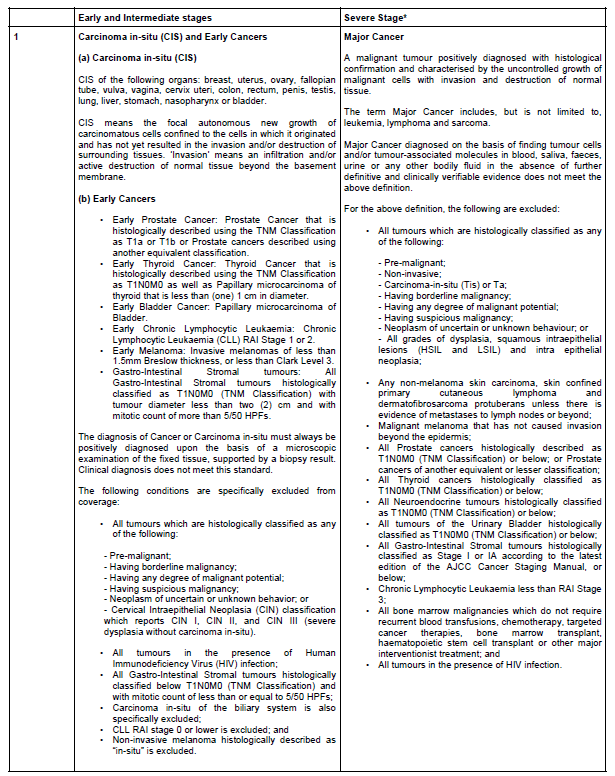 Early and Intermediate stages
Severe Stage*
1
Carcinoma in-situ (CIS) and Early Cancers
(a) Carcinoma in-situ (CIS)
CIS of the following organs: breast, uterus, ovary, fallopian
tube, vulva, vagina, cervix uteri, colon, rectum, penis, testis,
lung, liver, stomach, nasopharynx or bladder.
CIS means the focal autonomous new growth of
carcinomatous cells confined to the cells in which it originated
and has not yet resulted in the invasion and/or destruction of
surrounding tissues. 'Invasion' means an infiltration and/or
active destruction of normal tissue beyond the basement
membrane.
(b) Early Cancers
• Early Prostate Cancer: Prostate Cancer that is
histologically described using the TNM Classification
as T1a or T1b or Prostate cancers described using
another equivalent classification.
• Early Thyroid Cancer: Thyroid Cancer that is
histologically described using the TNM Classification
as T1N0M0 as well as Papillary microcarcinoma of
thyroid that is less than (one) 1 cm in diameter.
• Early Bladder Cancer: Papillary microcarcinoma of
Bladder.
• Early Chronic Lymphocytic Leukaemia: Chronic
Lymphocytic Leukaemia (CLL) RAI Stage 1 or 2.
• Early Melanoma: Invasive melanomas of less than
1.5mm Breslow thickness, or less than Clark Level 3.
• Gastro-Intestinal Stromal tumours: All
Gastro-Intestinal Stromal tumours histologically
classified as T1N0M0 (TNM Classification) with
tumour diameter less than two (2) cm and with
mitotic count of more than 5/50 HPFs.
The diagnosis of Cancer or Carcinoma in-situ must always be
positively diagnosed upon the basis of a microscopic
examination of the fixed tissue, supported by a biopsy result.
Clinical diagnosis does not meet this standard.
The following conditions are specifically excluded from
coverage:
• All tumours which are histologically classified as any
of the following:
- Pre-malignant;
- Having borderline malignancy;
- Having any degree of malignant potential;
- Having suspicious malignancy;
- Neoplasm of uncertain or unknown behavior; or
- Cervical Intraepithelial Neoplasia (CIN) classification
which reports CIN I, CIN II, and CIN III (severe
dysplasia without carcinoma in-situ).
• All tumours in the presence of Human
Immunodeficiency Virus (HIV) infection;
• All Gastro-Intestinal Stromal tumours histologically
classified below T1N0M0 (TNM Classification) and
with mitotic count of less than or equal to 5/50 HPFs;
• Carcinoma in-situ of the biliary system is also
specifically excluded;
• CLL RAI stage 0 or lower is excluded; and
• Non-invasive melanoma histologically described as
"in-situ" is excluded.
Major Cancer
A malignant tumour positively diagnosed with histological
confirmation and characterised by the uncontrolled growth of
malignant cells with invasion and destruction of normal
tissue.
The term Major Cancer includes, but is not limited to,
leukemia, lymphoma and sarcoma.
Major Cancer diagnosed on the basis of finding tumour cells
and/or tumour-associated molecules in blood, saliva, faeces,
urine or any other bodily fluid in the absence of further
definitive and clinically verifiable evidence does not meet the
above definition.
For the above definition, the following are excluded:
• All tumours which are histologically classified as any
of the following:
- Pre-malignant;
- Non-invasive;
- Carcinoma-in-situ (Tis) or Ta;
- Having borderline malignancy;
- Having any degree of malignant potential;
- Having suspicious malignancy;
- Neoplasm of uncertain or unknown behaviour; or
- All grades of dysplasia, squamous intraepithelial
lesions (HSIL and LSIL) and intra epithelial
neoplasia;
• Any non-melanoma skin carcinoma, skin confined
primary cutaneous lymphoma and
dermatofibrosarcoma protuberans unless there is
evidence of metastases to lymph nodes or beyond;
• Malignant melanoma that has not caused invasion
beyond the epidermis;
• All Prostate cancers histologically described as
T1N0M0 (TNM Classification) or below; or Prostate
cancers of another equivalent or lesser classification;
• All Thyroid cancers histologically classified as
T1N0M0 (TNM Classification) or below;
• All Neuroendocrine tumours histologically classified
as T1N0M0 (TNM Classification) or below;
• All tumours of the Urinary Bladder histologically
classified as T1N0M0 (TNM Classification) or below;
• All Gastro-Intestinal Stromal tumours histologically
classified as Stage I or IA according to the latest
edition of the AJCC Cancer Staging Manual, or
below;
• Chronic Lymphocytic Leukaemia less than RAI Stage
3;
• All bone marrow malignancies which do not require
recurrent blood transfusions, chemotherapy, targeted
cancer therapies, bone marrow transplant,
haematopoietic stem cell transplant or other major
interventionist treatment; and
• All tumours in the presence of HIV infection.